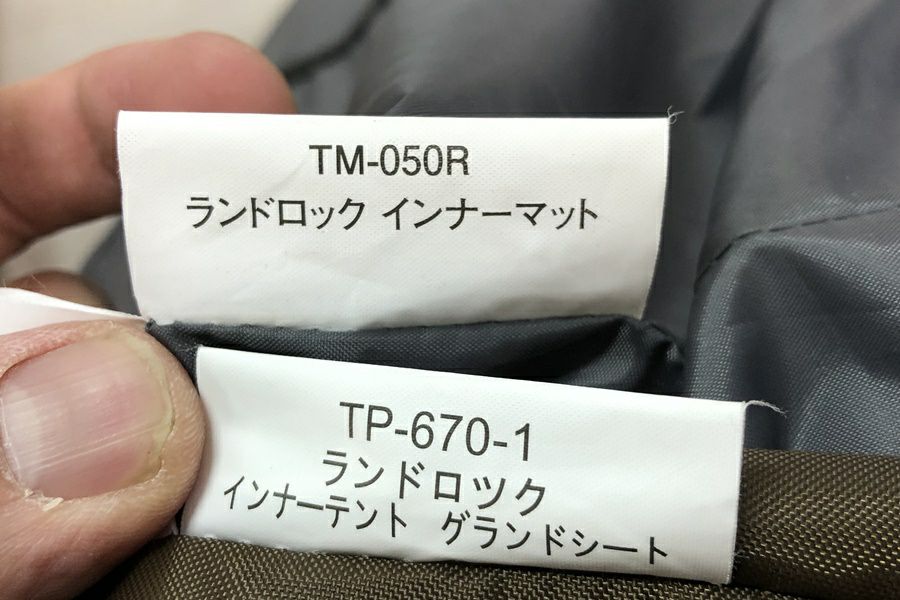 TM-050R
ランドロック インナーマット
TP-670-1
ランドロツク
インナーテント　グランドシート